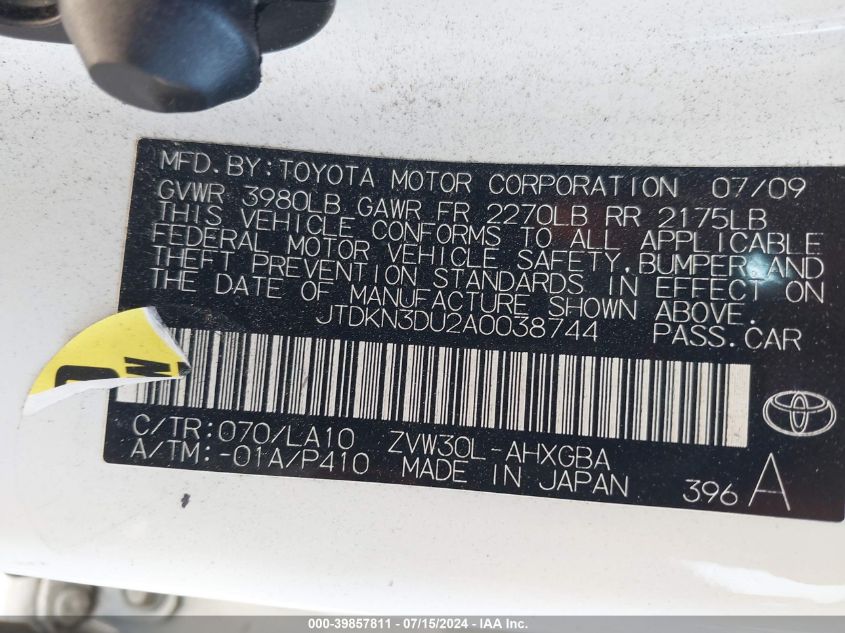 MFD. BY: TOYOTA MOTOR CORPORATION 07/09
GVWR 3980LB GAWR FR 2270LB RR 2175LB
THIS VEHICLE CONFORMS TO ALL APPLICABLE
FEDERAL MOTOR VEHICLE SAFETY, BUMPER, AND
THEFT PREVENTION STANDARDS IN EFFECT ON
THE DATE OF MANUFACTURE SHOWN ABOVE.
JTDKN3DU2A0038744 PASS. CAR
C/TR: 070/LA10 ZVW30L-AHXGBA
A/TM: -01A/P410 MADE IN JAPAN 396 A
000-39857811 - 07/15/2024 - IAA Inc.